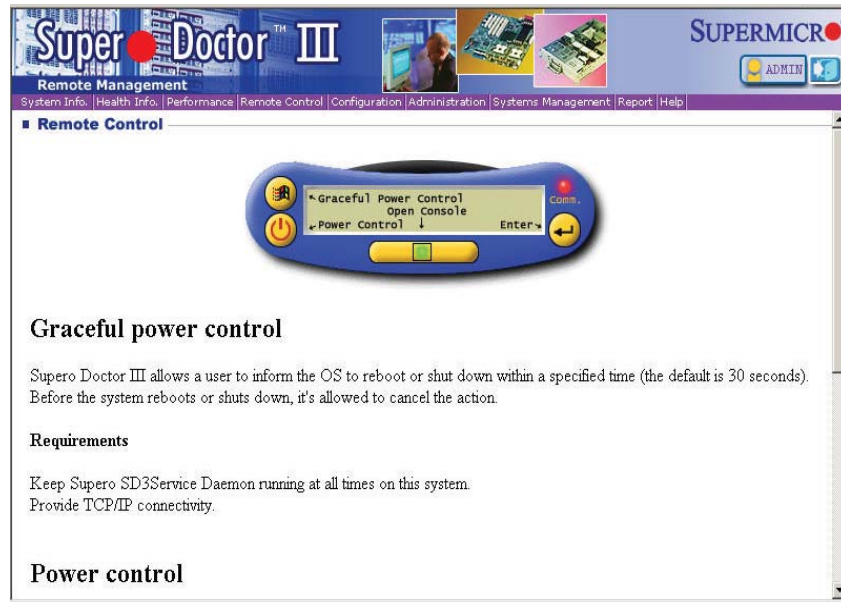 Super Doctor™ III
SUPERMICR
Remote Management
ADMIN
System Info. Health Info. Performance Remote Control Configuration Administration Systems Management Report Help
Remote Control
Graceful Power Control
Open Console
Power Control
Enter
Comm.
Graceful power control
Supero Doctor III allows a user to inform the OS to reboot or shut down within a specified time (the default is 30 seconds).
Before the system reboots or shuts down, it's allowed to cancel the action.
Requirements
Keep Supero SD3Service Daemon running at all times on this system.
Provide TCP/IP connectivity.
Power control